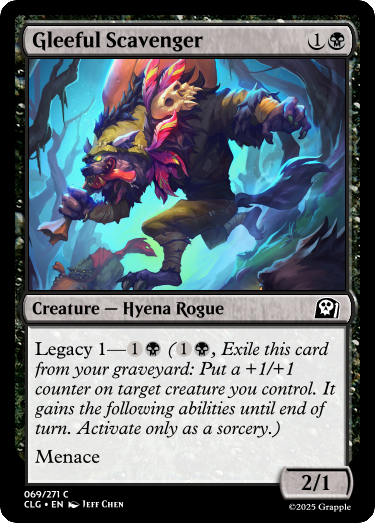 Gleeful Scavenger 1
Creature — Hyena Rogue
Legacy 1—1 (1, Exile this card
from your graveyard: Put a +1/+1
counter on target creature you control. It
gains the following abilities until end of
turn. Activate only as a sorcery.)
Menace
2/1
069/271 C
CLG • EN Jeff Chen
©2025 Grapple